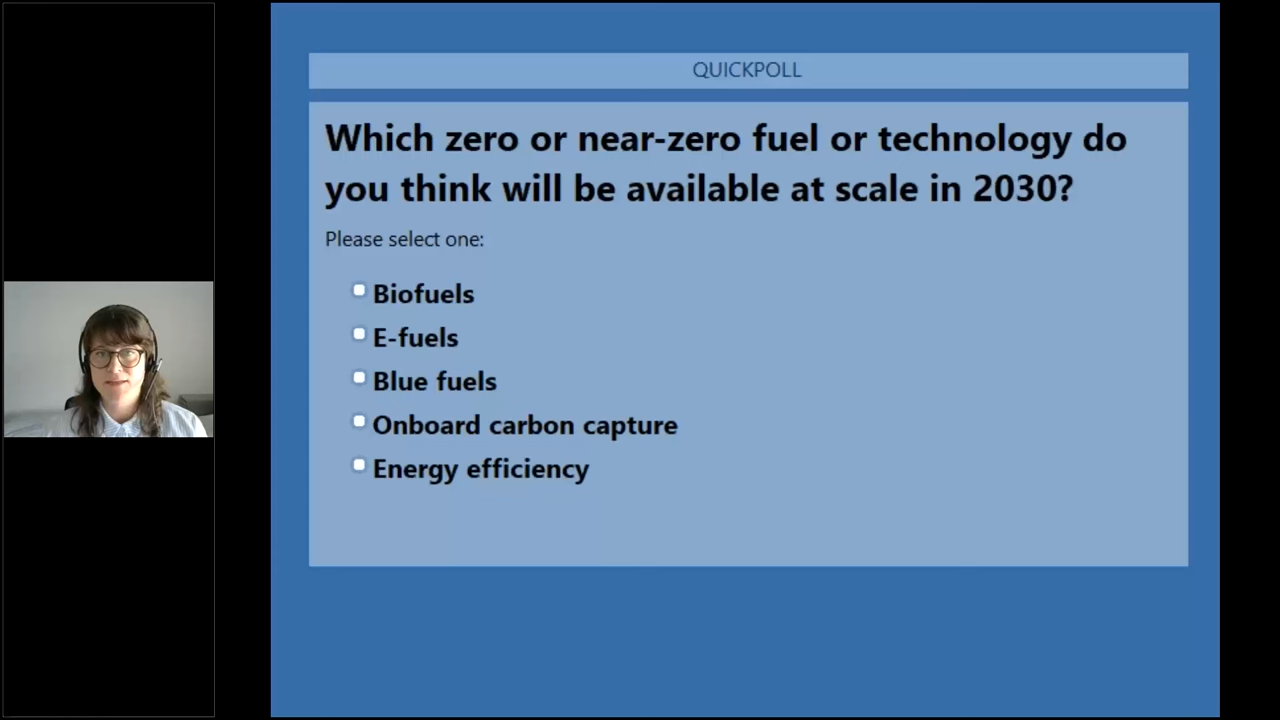 QUICKPOLL
Which zero or near-zero fuel or technology do
you think will be available at scale in 2030?
Please select one:
Biofuels
E-fuels
Blue fuels
Onboard carbon capture
Energy efficiency